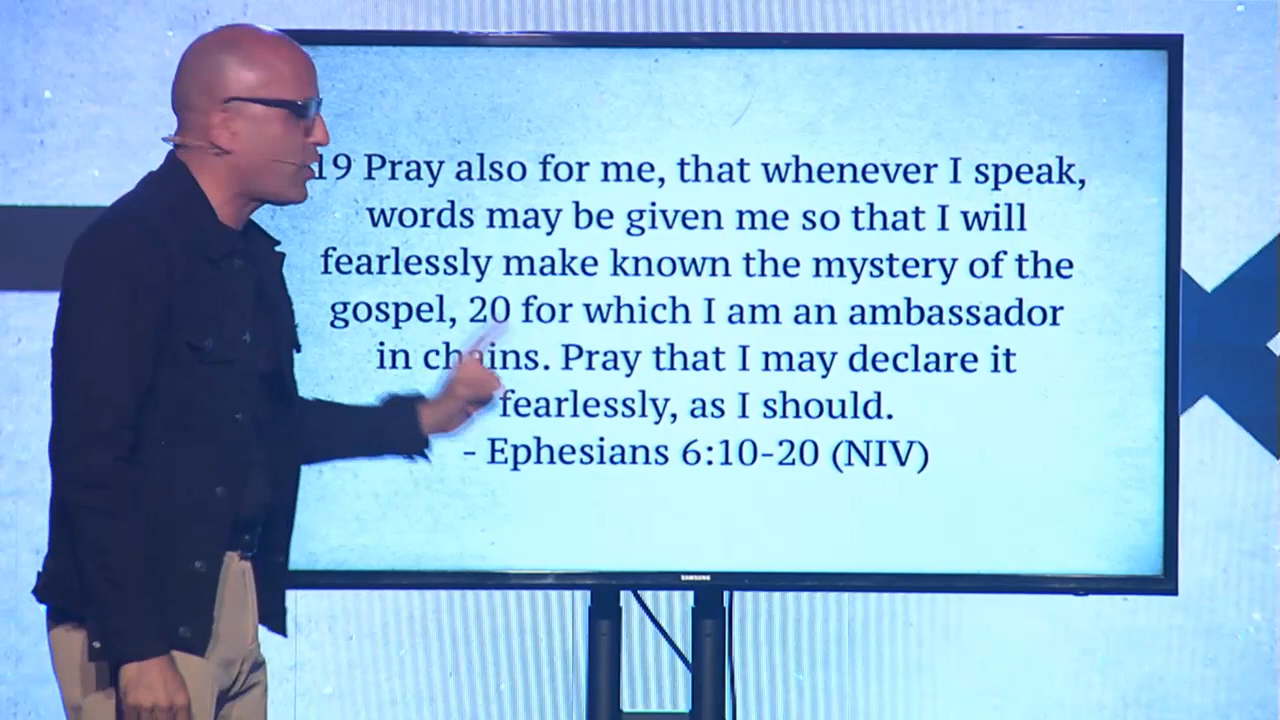 19 Pray also for me, that whenever I speak,
words may be given me so that I will
fearlessly make known the mystery of the
gospel, 20 for which I am an ambassador
in chains. Pray that I may declare it
fearlessly, as I should.
- Ephesians 6:10-20 (NIV)
SAMSUNG